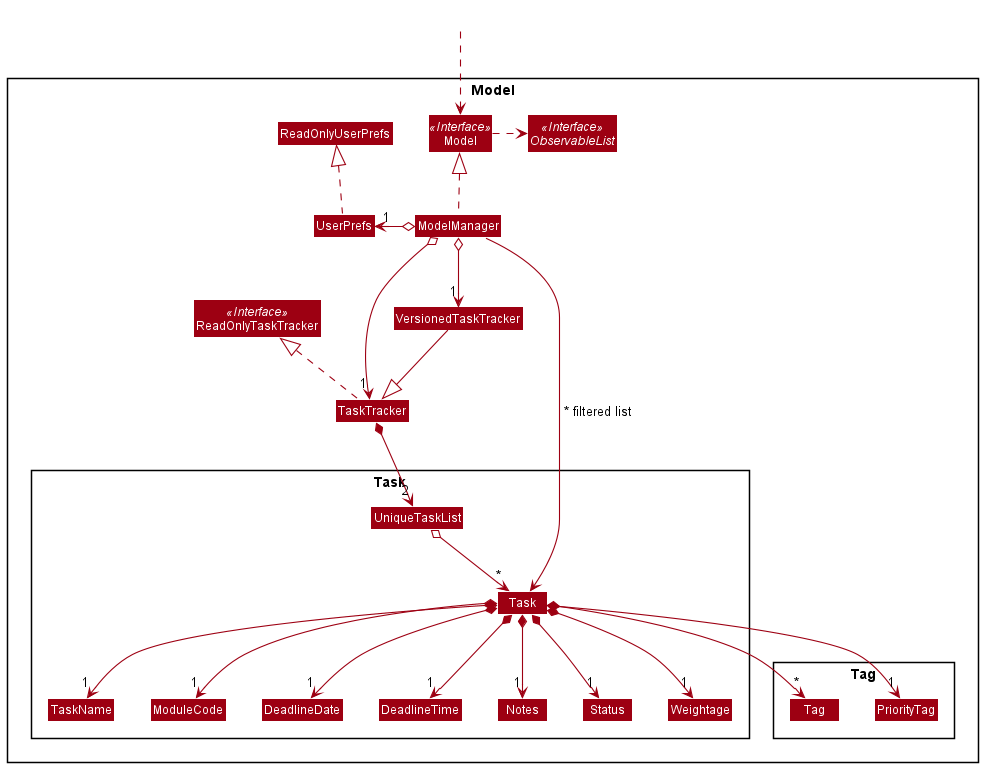 Model
«Interface»
Model
«Interface»
ObservableList
ReadOnlyUserPrefs
UserPrefs
1
ModelManager
1
VersionedTaskTracker
«Interface»
ReadOnlyTaskTracker
1
TaskTracker
* filtered list
Task
2
UniqueTaskList
*
Task
1
1
1
1
1
1
1
TaskName
ModuleCode
DeadlineDate
DeadlineTime
Notes
Status
Weightage
Tag
*
1
Tag
PriorityTag